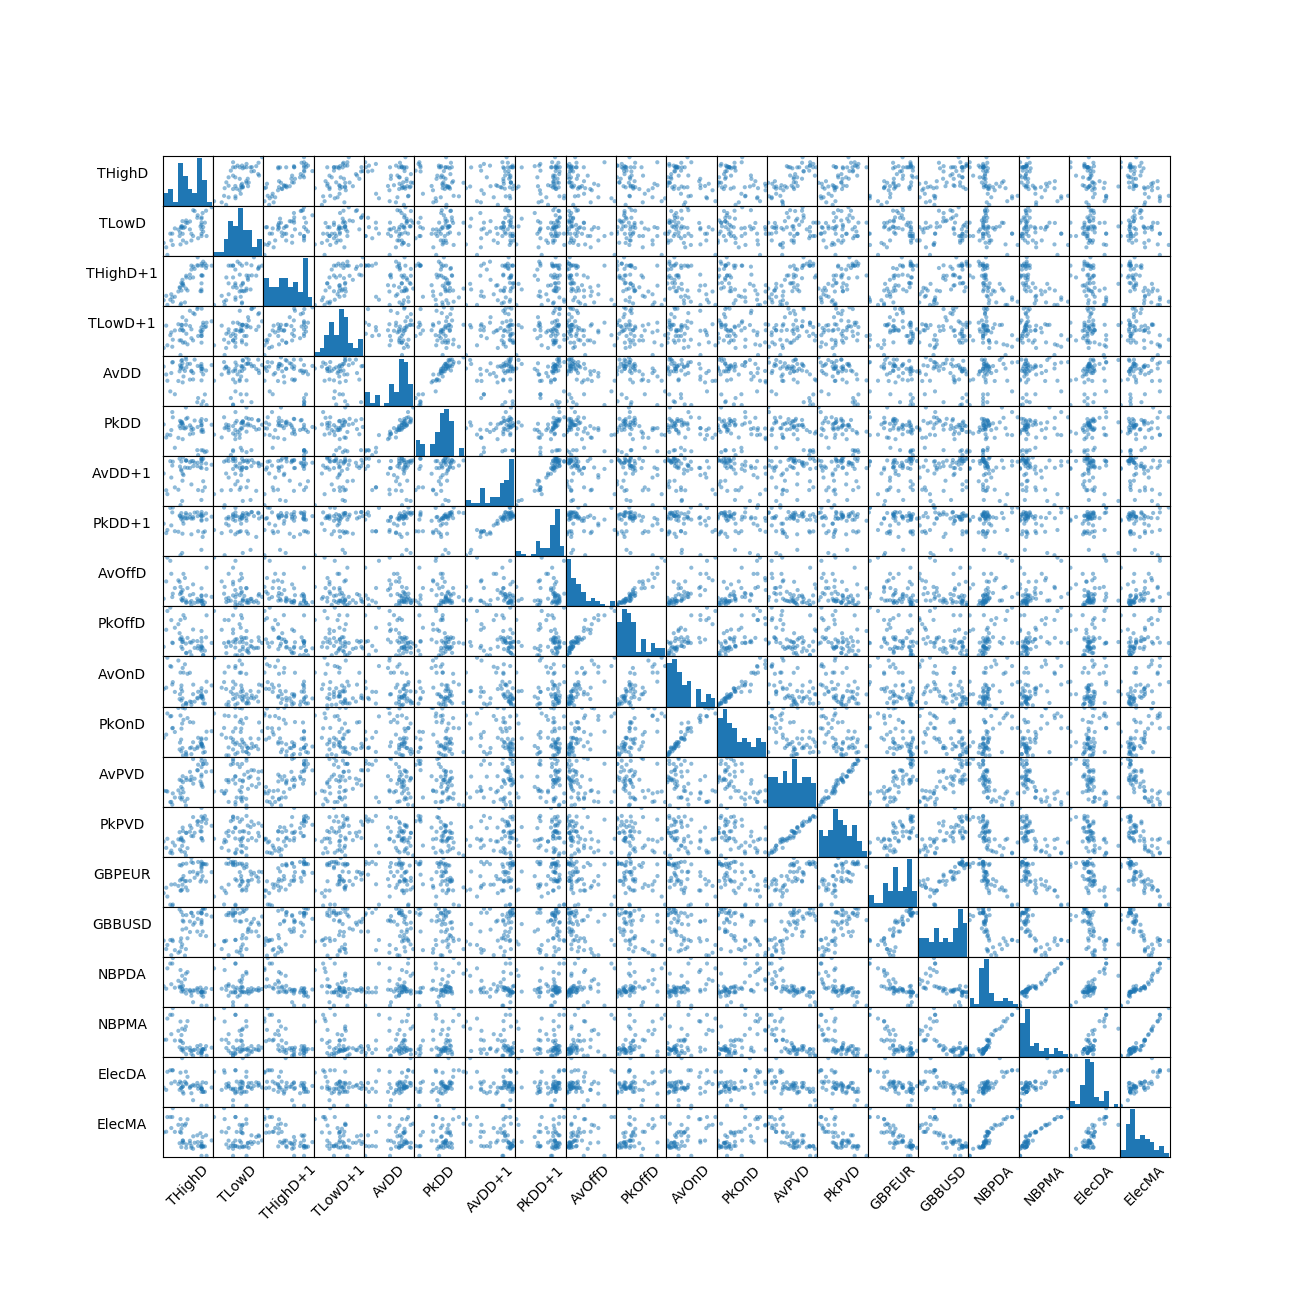 THighD
TLowD
THighD+1
TLowD+1
AvDD
PkDD
AvDD+1
PkDD+1
AvOffD
PkOffD
AvOnD
PkOnD
AvPVD
PkPVD
GBPEUR
GBBUSD
NBPDA
NBPMA
ElecDA
ElecMA
THighD TLowD THighD+1 TLowD+1 AvDD PkDD AvDD+1 PkDD+1 AvOffD PkOffD AvOnD PkOnD AvPVD PkPVD GBPEUR GBBUSD NBPDA NBPMA ElecDA ElecMA